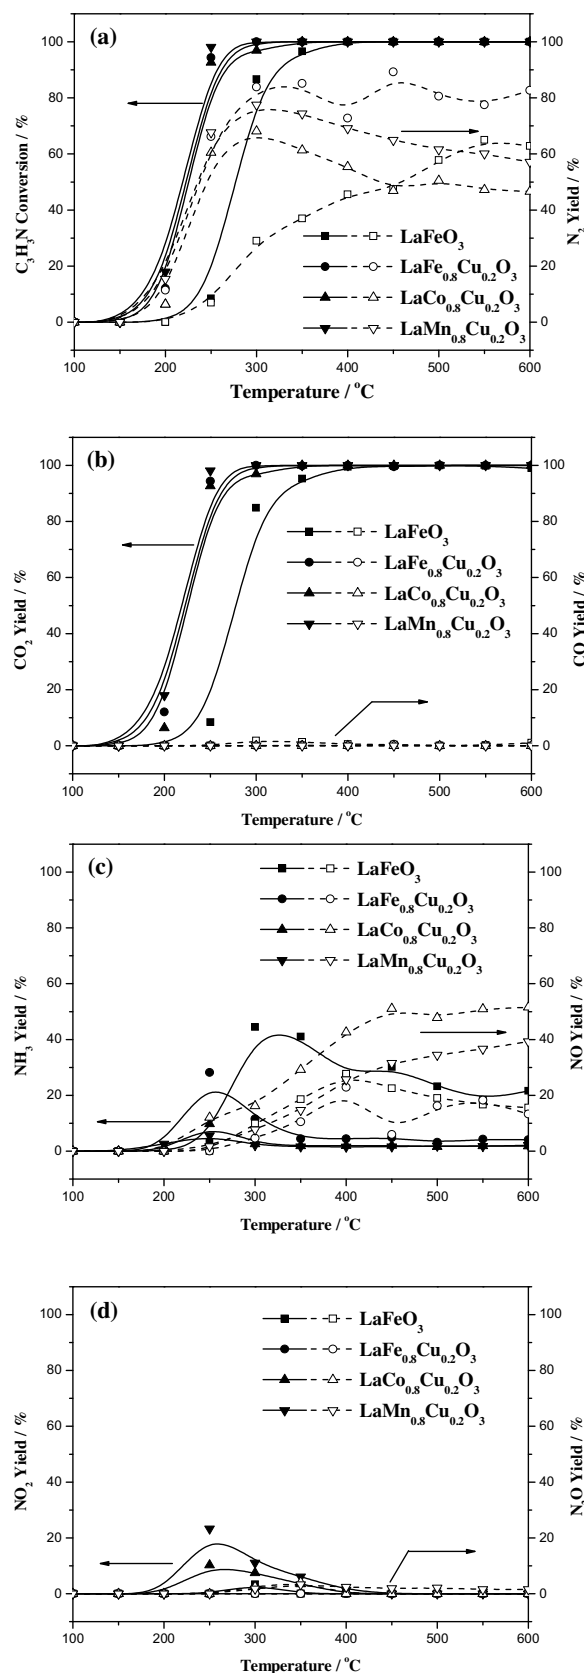 (a)
100
80
60
40
20
0
C3H3N Conversion / %
100
80
60
40
20
0
N2 Yield / %
LaFeO3
LaFe0.8Cu0.2O3
LaCo0.8Cu0.2O3
LaMn0.8Cu0.2O3
100 200 300 400 500 600
Temperature / °C
(b)
100
80
60
40
20
0
CO2 Yield / %
100
80
60
40
20
0
CO Yield / %
LaFeO3
LaFe0.8Cu0.2O3
LaCo0.8Cu0.2O3
LaMn0.8Cu0.2O3
100 200 300 400 500 600
Temperature / °C
(c)
100
80
60
40
20
0
NH3 Yield / %
100
80
60
40
20
0
NO Yield / %
LaFeO3
LaFe0.8Cu0.2O3
LaCo0.8Cu0.2O3
LaMn0.8Cu0.2O3
100 200 300 400 500 600
Temperature / °C
(d)
100
80
60
40
20
0
NO2 Yield / %
100
80
60
40
20
0
N2O Yield / %
LaFeO3
LaFe0.8Cu0.2O3
LaCo0.8Cu0.2O3
LaMn0.8Cu0.2O3
100 200 300 400 500 600
Temperature / °C